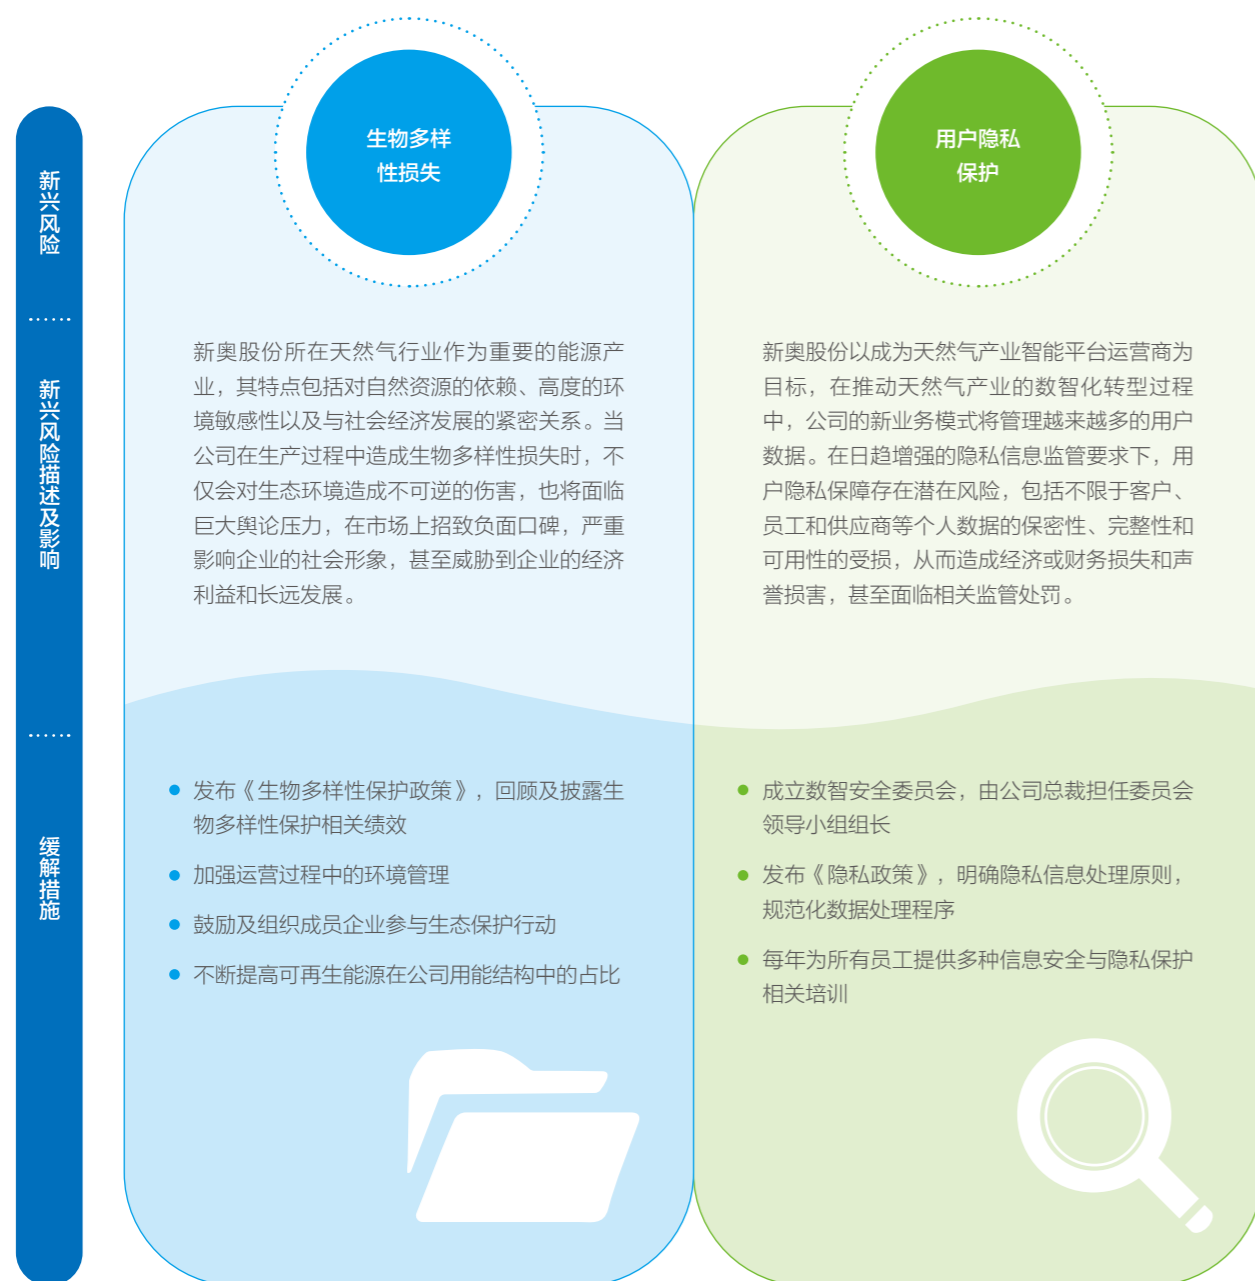 新兴风险
新兴风险描述及影响
缓解措施
生物多样
性损失
新奥股份所在天然气行业作为重要的能源产
业，其特点包括对自然资源的依赖、高度的环
境敏感性以及与社会经济发展的紧密关系。当
公司在生产过程中造成生物多样性损失时，不
仅会对生态环境造成不可逆的伤害，也将面临
巨大舆论压力，在市场上招致负面口碑，严重
影响企业的社会形象，甚至威胁到企业的经济
利益和长远发展。
发布《生物多样性保护政策》，回顾及披露生
物多样性保护相关绩效
加强运营过程中的环境管理
鼓励及组织成员企业参与生态保护行动
不断提高可再生能源在公司用能结构中的占比
用户隐私
保护
新奥股份以成为天然气产业智能平台运营商为
目标，在推动天然气产业的数智化转型过程
中，公司的新业务模式将管理越来越多的用户
数据。在日趋增强的隐私信息监管要求下，用
户隐私保障存在潜在风险，包括不限于客户、
员工和供应商等个人数据的保密性、完整性和
可用性的受损，从而造成经济或财务损失和声
誉损害，甚至面临相关监管处罚。
成立数智安全委员会，由公司总裁担任委员会
领导小组组长
发布《隐私政策》，明确隐私信息处理原则，
规范化数据处理程序
每年为所有员工提供多种信息安全与隐私保护
相关培训